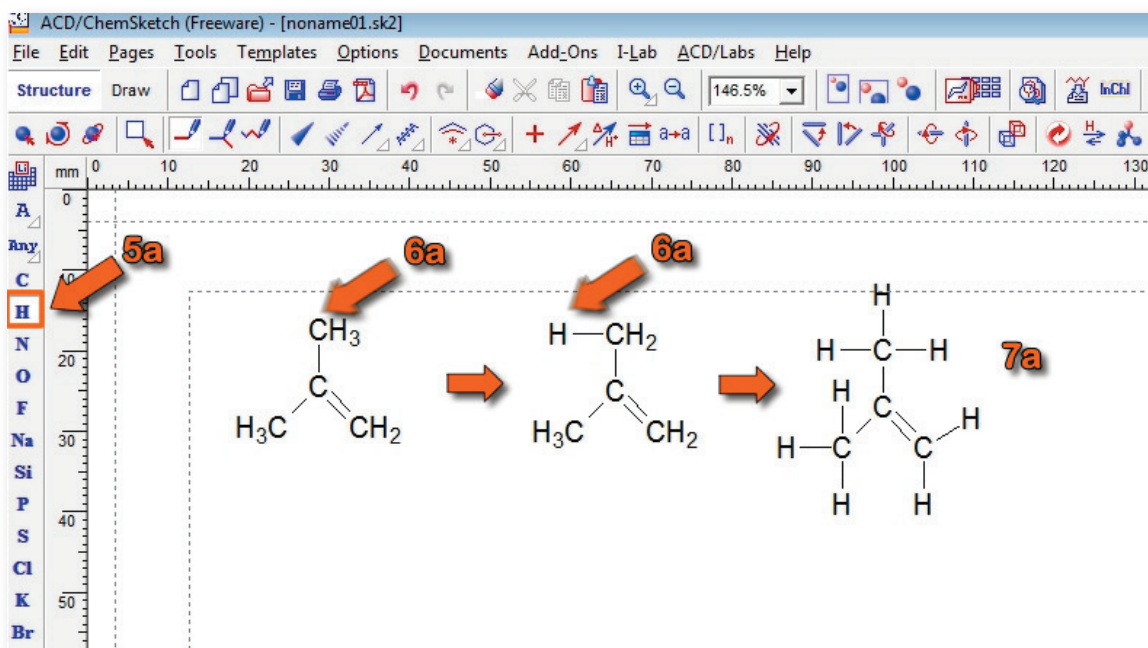 ACD/ChemSketch (Freeware) - [noname01.sk2]
File Edit Pages Tools Templates Options Documents Add-Ons I-Lab ACD/Labs Help
Structure Draw 146.5% InChI
mm 0 10 20 30 40 50 60 70 80 90 100 110 120 130
0
A
Any
5a 6a 6a
C 10
H
H
N CH3 H CH2 H C H 7a
20
O H
F C C C H
Na H3C CH2 H3C CH2 H C C
30
Si
P H H
40
S
Cl
K 50
Br